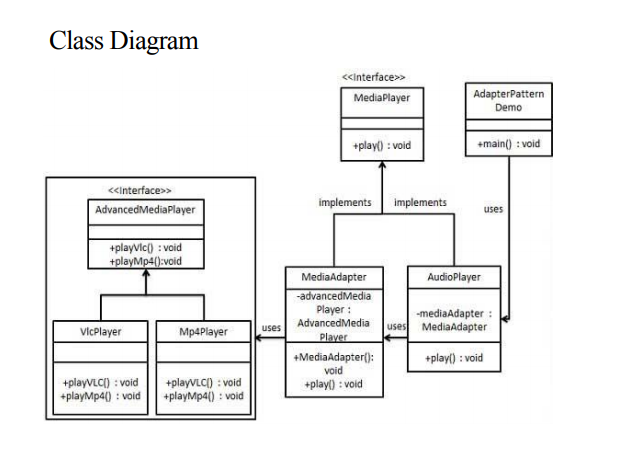 Class Diagram
<<Interface>>
MediaPlayer
+play() : void
AdapterPattern
Demo
+main() : void
implements
implements
uses
<<Interface>>
AdvancedMediaPlayer
+playVlc() : void
+playMp4():void
VlcPlayer
+playVLC() : void
+playMp4() : void
Mp4Player
+playVLC() : void
+playMp4() : void
uses
MediaAdapter
-advancedMedia
Player :
AdvancedMedia
Player
+MediaAdapter():
void
+play() : void
uses
AudioPlayer
-mediaAdapter :
MediaAdapter
+play() : void